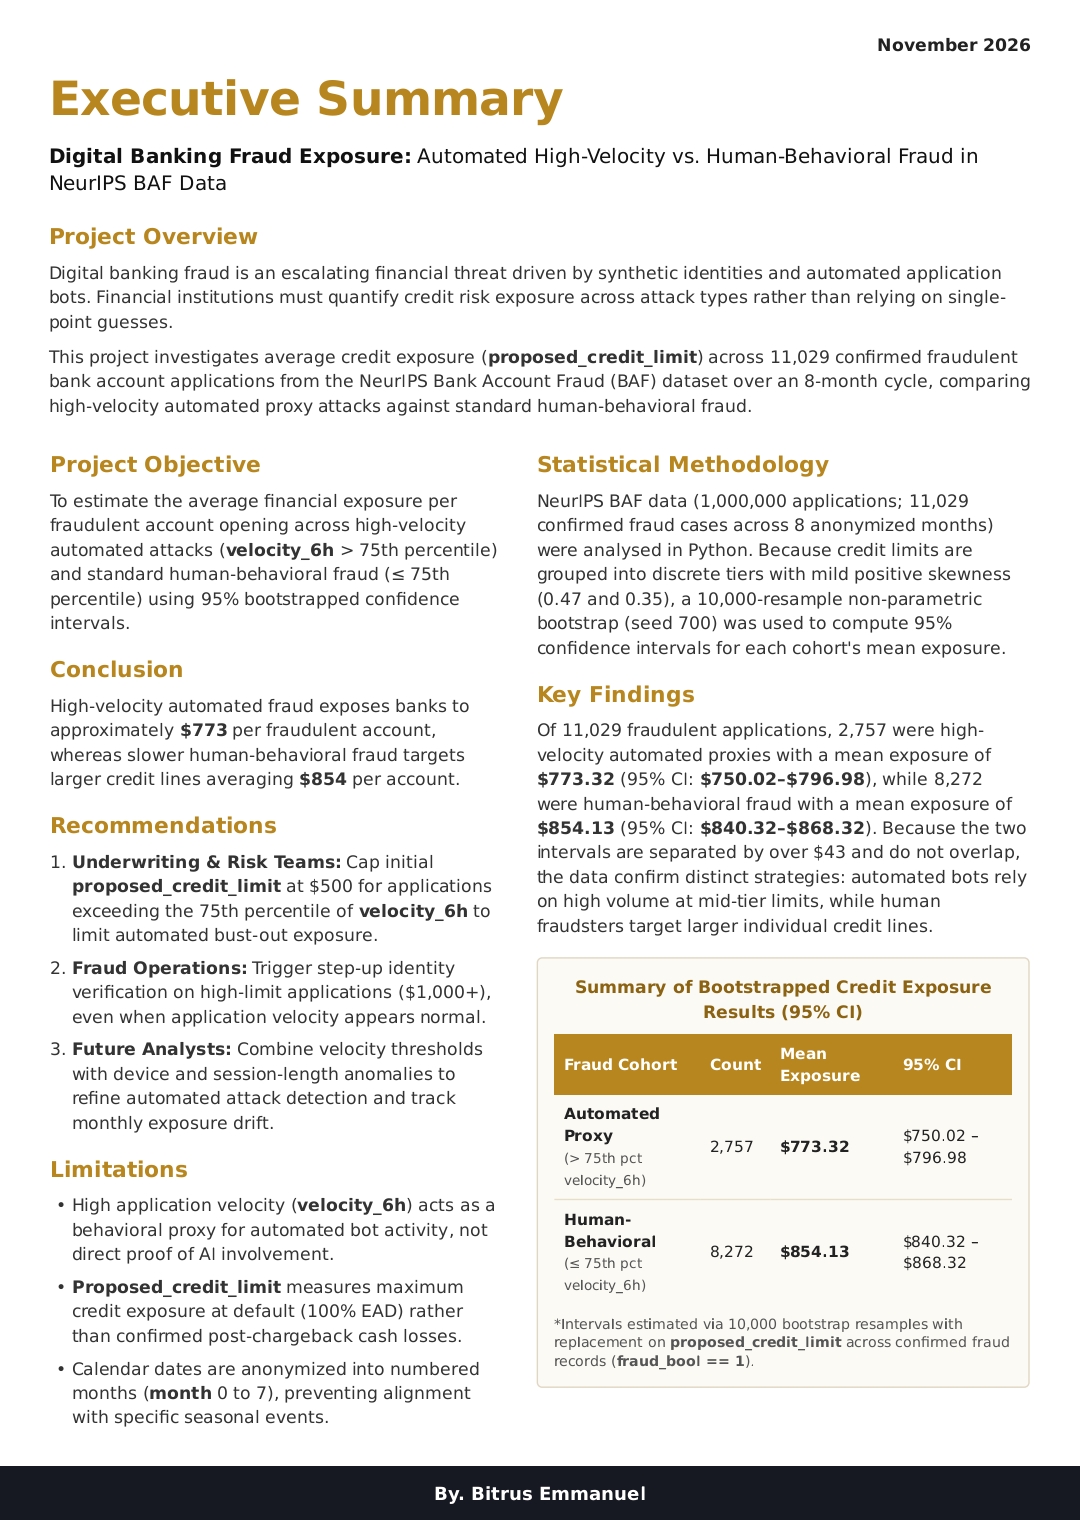 November 2026
Executive Summary
Digital Banking Fraud Exposure: Automated High-Velocity vs. Human-Behavioral Fraud in
NeurIPS BAF Data
Project Overview
Digital banking fraud is an escalating financial threat driven by synthetic identities and automated application
bots. Financial institutions must quantify credit risk exposure across attack types rather than relying on single-
point guesses.
This project investigates average credit exposure (proposed_credit_limit) across 11,029 confirmed fraudulent
bank account applications from the NeurIPS Bank Account Fraud (BAF) dataset over an 8-month cycle, comparing
high-velocity automated proxy attacks against standard human-behavioral fraud.
Project Objective
To estimate the average financial exposure per
fraudulent account opening across high-velocity
automated attacks (velocity_6h > 75th percentile)
and standard human-behavioral fraud (≤ 75th
percentile) using 95% bootstrapped confidence
intervals.
Conclusion
High-velocity automated fraud exposes banks to
approximately $773 per fraudulent account,
whereas slower human-behavioral fraud targets
larger credit lines averaging $854 per account.
Recommendations
1. Underwriting & Risk Teams: Cap initial
proposed_credit_limit at $500 for applications
exceeding the 75th percentile of velocity_6h to
limit automated bust-out exposure.
2. Fraud Operations: Trigger step-up identity
verification on high-limit applications ($1,000+),
even when application velocity appears normal.
3. Future Analysts: Combine velocity thresholds
with device and session-length anomalies to
refine automated attack detection and track
monthly exposure drift.
Limitations
• High application velocity (velocity_6h) acts as a
behavioral proxy for automated bot activity, not
direct proof of AI involvement.
• Proposed_credit_limit measures maximum
credit exposure at default (100% EAD) rather
than confirmed post-chargeback cash losses.
• Calendar dates are anonymized into numbered
months (month 0 to 7), preventing alignment
with specific seasonal events.
Statistical Methodology
NeurIPS BAF data (1,000,000 applications; 11,029
confirmed fraud cases across 8 anonymized months)
were analysed in Python. Because credit limits are
grouped into discrete tiers with mild positive skewness
(0.47 and 0.35), a 10,000-resample non-parametric
bootstrap (seed 700) was used to compute 95%
confidence intervals for each cohort's mean exposure.
Key Findings
Of 11,029 fraudulent applications, 2,757 were high-
velocity automated proxies with a mean exposure of
$773.32 (95% CI: $750.02–$796.98), while 8,272
were human-behavioral fraud with a mean exposure of
$854.13 (95% CI: $840.32–$868.32). Because the two
intervals are separated by over $43 and do not overlap,
the data confirm distinct strategies: automated bots rely
on high volume at mid-tier limits, while human
fraudsters target larger individual credit lines.
Summary of Bootstrapped Credit Exposure
Results (95% CI)
Fraud Cohort Count Mean Exposure 95% CI
Automated
Proxy
(> 75th pct
velocity_6h)
2,757 $773.32 $750.02 –
$796.98
Human-
Behavioral
(≤ 75th pct
velocity_6h)
8,272 $854.13 $840.32 –
$868.32
*Intervals estimated via 10,000 bootstrap resamples with
replacement on proposed_credit_limit across confirmed fraud
records (fraud_bool == 1).
By. Bitrus Emmanuel